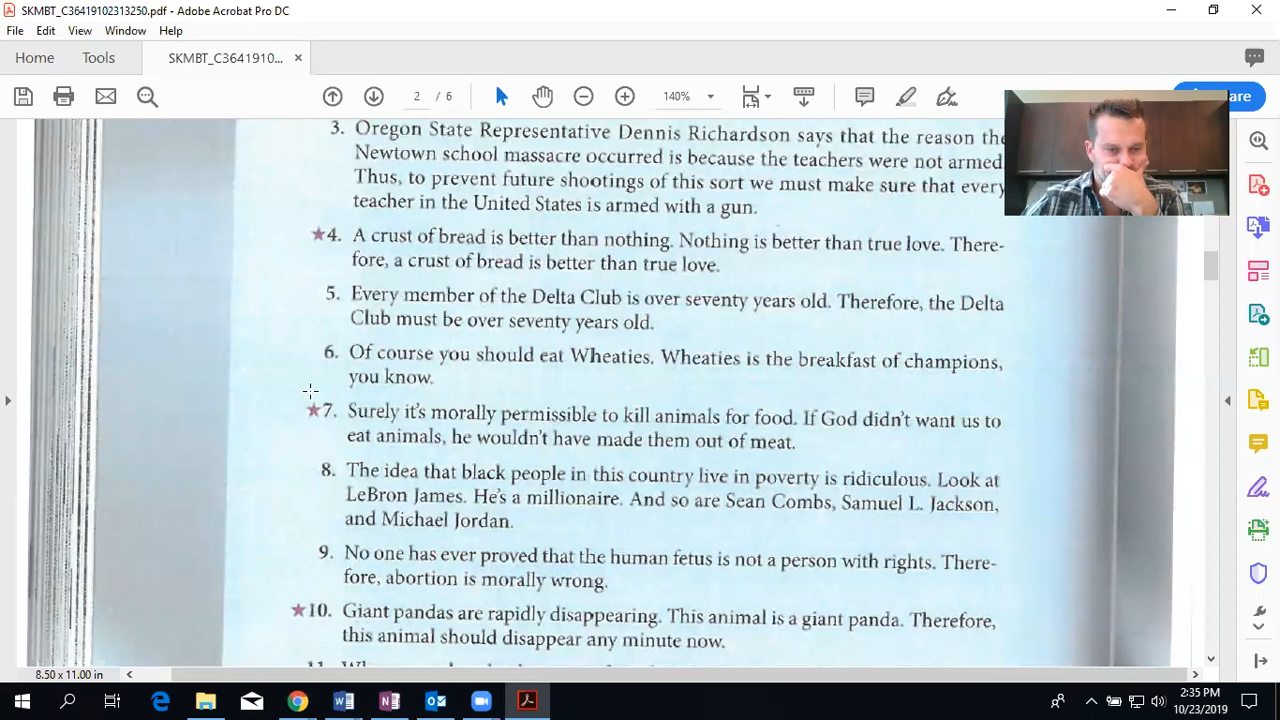 SKMBT_C36419102313250.pdf - Adobe Acrobat Pro DC
File Edit View Window Help
Home Tools SKMBT_C3641910... ×
2 / 6 140%
3. Oregon State Representative Dennis Richardson says that the reason the
Newtown school massacre occurred is because the teachers were not armed.
Thus, to prevent future shootings of this sort we must make sure that every
teacher in the United States is armed with a gun.
★4. A crust of bread is better than nothing. Nothing is better than true love. There-
fore, a crust of bread is better than true love.
5. Every member of the Delta Club is over seventy years old. Therefore, the Delta
Club must be over seventy years old.
6. Of course you should eat Wheaties. Wheaties is the breakfast of champions,
you know.
★7. Surely it's morally permissible to kill animals for food. If God didn't want us to
eat animals, he wouldn't have made them out of meat.
8. The idea that black people in this country live in poverty is ridiculous. Look at
LeBron James. He's a millionaire. And so are Sean Combs, Samuel L. Jackson,
and Michael Jordan.
9. No one has ever proved that the human fetus is not a person with rights. There-
fore, abortion is morally wrong.
★10. Giant pandas are rapidly disappearing. This animal is a giant panda. Therefore,
this animal should disappear any minute now.
8.50 x 11.00 in
2:35 PM
10/23/2019